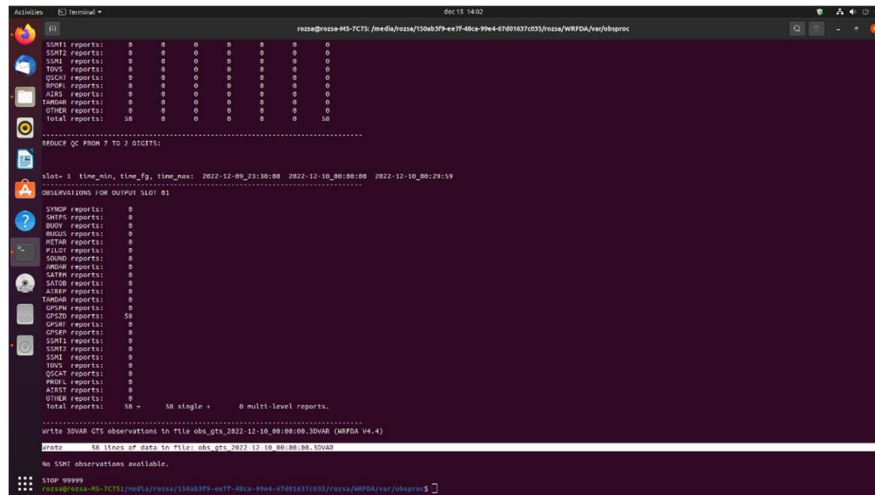 Activities
Terminal
dec 15 14:02
rozsa@rozsa-MS-7C75: /media/rozsa/150ab3f9-ee7f-48ca-99e4-67d01637c035/rozsa/WRFDA/var/obsproc
SSMT1 reports: 0 0 0 0 0 0 0
SSMT2 reports: 0 0 0 0 0 0 0
SSMI reports: 0 0 0 0 0 0 0
TOVS reports: 0 0 0 0 0 0 0
QSCAT reports: 0 0 0 0 0 0 0
RPOFL reports: 0 0 0 0 0 0 0
AIRS reports: 0 0 0 0 0 0 0
TAMDAR reports: 0 0 0 0 0 0 0
OTHER reports: 0 0 0 0 0 0 0
Total reports: 58 0 0 0 0 0 58
--------------------------------------------------------------------------------
REDUCE QC FROM 7 TO 2 DIGITS:
slot= 1 time_min, time_fg, time_max: 2022-12-09_23:30:00 2022-12-10_00:00:00 2022-12-10_00:29:59
--------------------------------------------------------------------------------
OBSERVATIONS FOR OUTPUT SLOT 01
SYNOP reports: 0
SHIPS reports: 0
BUOY reports: 0
BUGUS reports: 0
METAR reports: 0
PILOT reports: 0
SOUND reports: 0
AMDAR reports: 0
SATEM reports: 0
SATOB reports: 0
AIREP reports: 0
TAMDAR reports: 0
GPSPW reports: 0
GPSZD reports: 58
GPSRF reports: 0
GPSEP reports: 0
SSMT1 reports: 0
SSMT2 reports: 0
SSMI reports: 0
TOVS reports: 0
QSCAT reports: 0
PROFL reports: 0
AIRST reports: 0
OTHER reports: 0
Total reports: 58 = 58 single + 0 multi-level reports.
--------------------------------------------------------------------------------
Write 3DVAR GTS observations in file obs_gts_2022-12-10_00:00:00.3DVAR (WRFDA V4.4)
Wrote 58 lines of data in file: obs_gts_2022-12-10_00:00:00.3DVAR
No SSMI observations available.
STOP 99999
rozsa@rozsa-MS-7C75:/media/rozsa/150ab3f9-ee7f-48ca-99e4-67d01637c035/rozsa/WRFDA/var/obsproc$